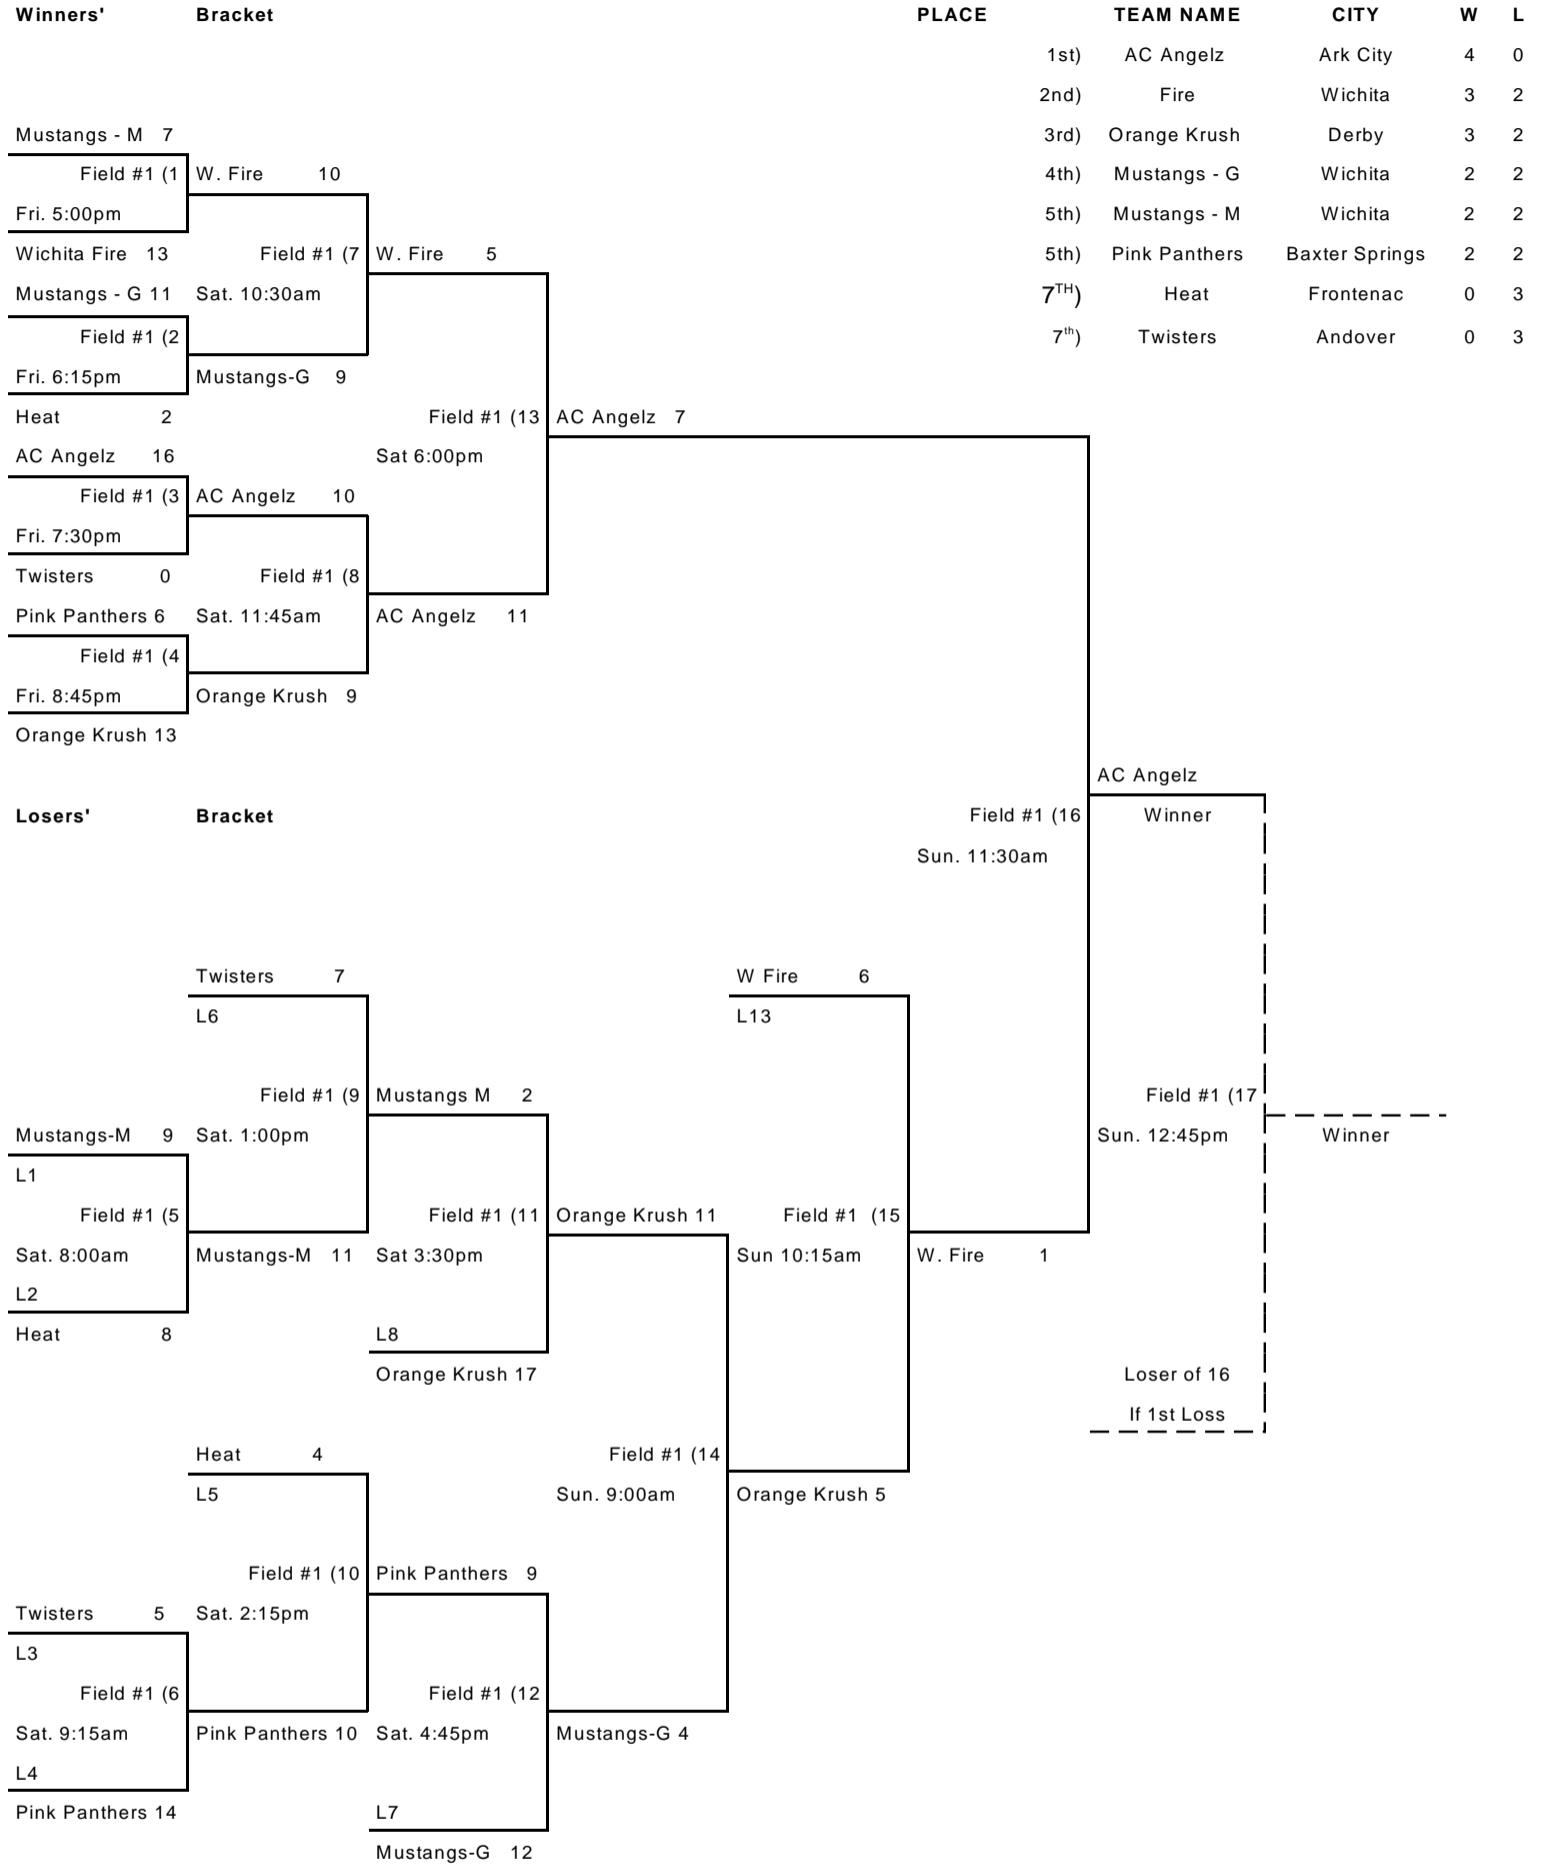 Winners' Bracket PLACE TEAM NAME CITY W L
1st) AC Angelz Ark City 4 0
2nd) Fire Wichita 3 2
Mustangs - M 7 3rd) Orange Krush Derby 3 2
Field #1 (1 W. Fire 10 4th) Mustangs - G Wichita 2 2
Fri. 5:00pm 5th) Mustangs - M Wichita 2 2
Wichita Fire 13 Field #1 (7 W. Fire 5 5th) Pink Panthers Baxter Springs 2 2
Mustangs - G 11 Sat. 10:30am 7TH) Heat Frontenac 0 3
Field #1 (2 7th) Twisters Andover 0 3
Fri. 6:15pm Mustangs-G 9
Heat 2 Field #1 (13 AC Angelz 7
AC Angelz 16 Sat 6:00pm
Field #1 (3 AC Angelz 10
Fri. 7:30pm
Twisters 0 Field #1 (8
Pink Panthers 6 Sat. 11:45am AC Angelz 11
Field #1 (4
Fri. 8:45pm Orange Krush 9
Orange Krush 13
AC Angelz
Losers' Bracket Field #1 (16 Winner
Sun. 11:30am
Twisters 7 W Fire 6
L6 L13
Field #1 (9 Mustangs M 2 Field #1 (17
Mustangs-M 9 Sat. 1:00pm Sun. 12:45pm Winner
L1
Field #1 (5 Field #1 (11 Orange Krush 11 Field #1 (15
Sat. 8:00am Mustangs-M 11 Sat 3:30pm Sun 10:15am W. Fire 1
L2
Heat 8 L8
Orange Krush 17 Loser of 16
If 1st Loss
Heat 4 Field #1 (14
L5 Sun. 9:00am Orange Krush 5
Field #1 (10 Pink Panthers 9
Twisters 5 Sat. 2:15pm
L3
Field #1 (6 Field #1 (12
Sat. 9:15am Pink Panthers 10 Sat. 4:45pm Mustangs-G 4
L4
Pink Panthers 14 L7
Mustangs-G 12